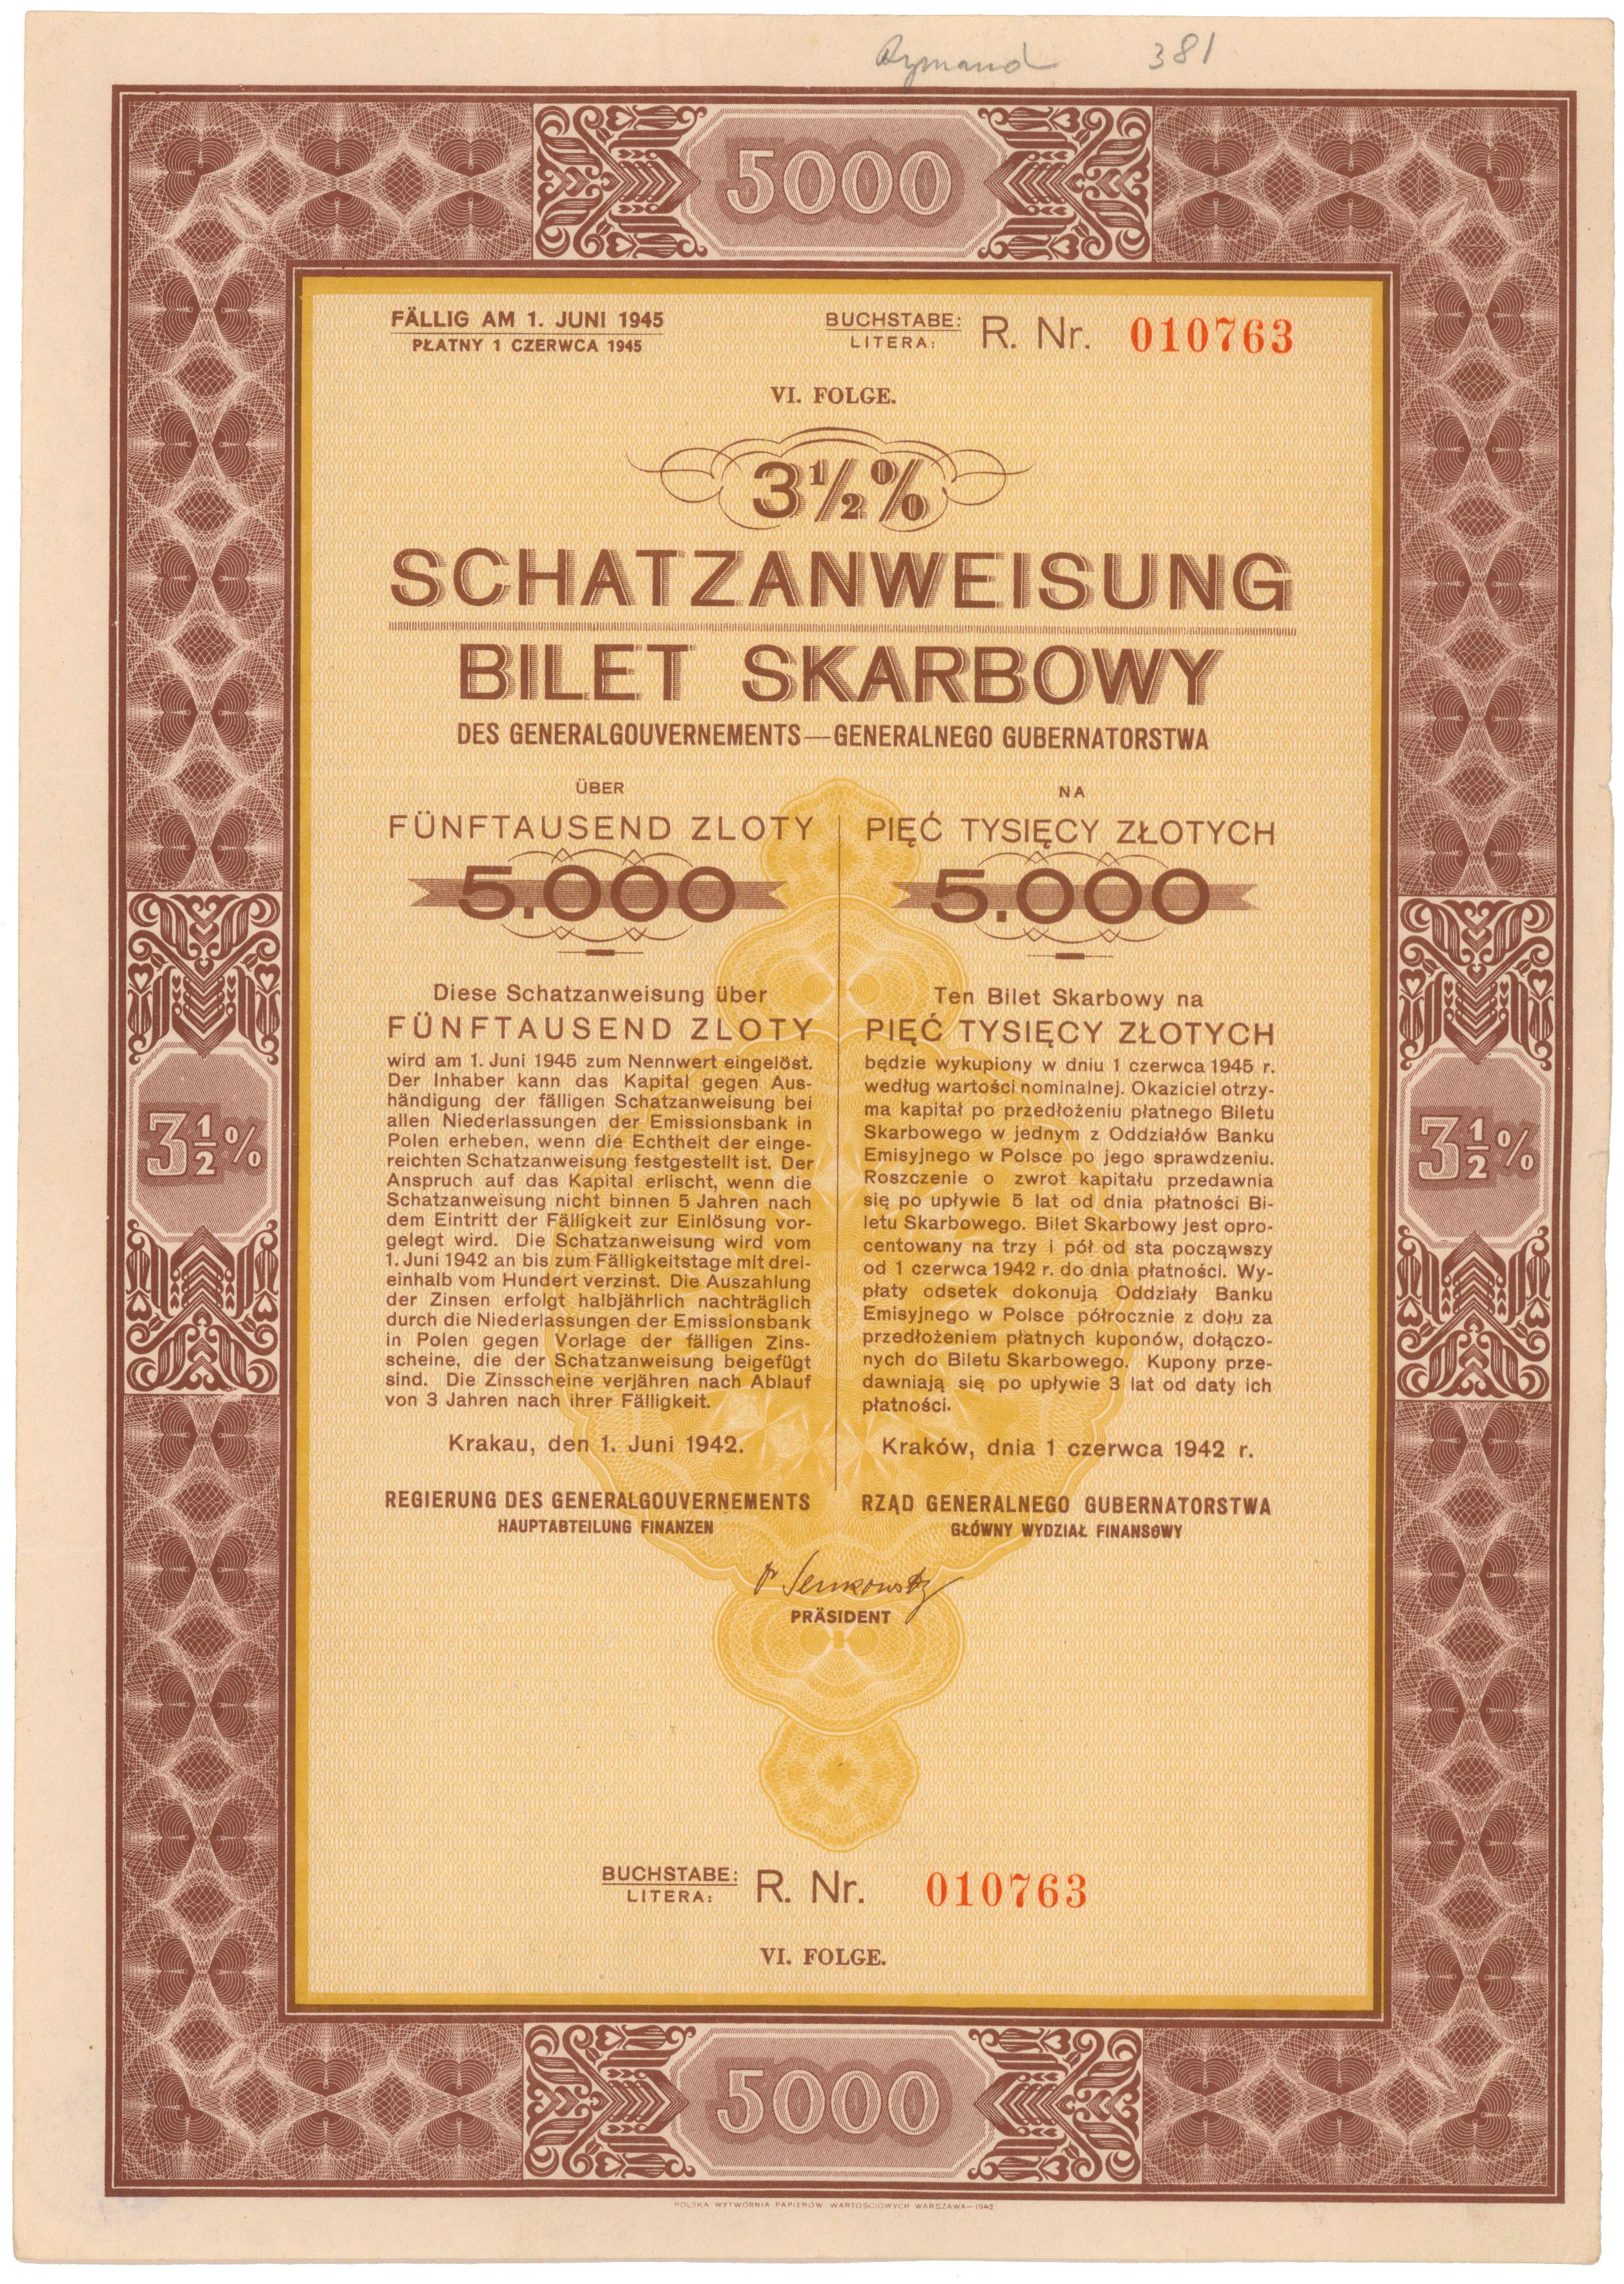 Rymand 381
5000
FÄLLIG AM 1. JUNI 1945
PŁATNY 1 CZERWCA 1945
BUCHSTABE:
LITERA:
R. Nr. 010763
VI. FOLGE.
3½%
SCHATZANWEISUNG
BILET SKARBOWY
DES GENERALGOUVERNEMENTS—GENERALNEGO GUBERNATORSTWA
ÜBER
FÜNFTAUSEND ZLOTY
5.000
Diese Schatzanweisung über
FÜNFTAUSEND ZLOTY
wird am 1. Juni 1945 zum Nennwert eingelöst.
Der Inhaber kann das Kapital gegen Aus-
händigung der fälligen Schatzanweisung bei
allen Niederlassungen der Emissionsbank in
Polen erheben, wenn die Echtheit der einge-
reichten Schatzanweisung festgestellt ist. Der
Anspruch auf das Kapital erlischt, wenn die
Schatzanweisung nicht binnen 5 Jahren nach
dem Eintritt der Fälligkeit zur Einlösung vor-
gelegt wird. Die Schatzanweisung wird vom
1. Juni 1942 an bis zum Fälligkeitstage mit drei-
einhalb vom Hundert verzinst. Die Auszahlung
der Zinsen erfolgt halbjährlich nachträglich
durch die Niederlassungen der Emissionsbank
in Polen gegen Vorlage der fälligen Zins-
scheine, die der Schatzanweisung beigefügt
sind. Die Zinsscheine verjähren nach Ablauf
von 3 Jahren nach ihrer Fälligkeit.
Krakau, den 1. Juni 1942.
REGIERUNG DES GENERALGOUVERNEMENTS
HAUPTABTEILUNG FINANZEN
NA
PIĘĆ TYSIĘCY ZŁOTYCH
5.000
Ten Bilet Skarbowy na
PIĘĆ TYSIĘCY ZŁOTYCH
będzie wykupiony w dniu 1 czerwca 1945 r.
według wartości nominalnej. Okaziciel otrzy-
ma kapitał po przedłożeniu płatnego Biletu
Skarbowego w jednym z Oddziałów Banku
Emisyjnego w Polsce po jego sprawdzeniu.
Roszczenie o zwrot kapitału przedawnia
się po upływie 5 lat od dnia płatności Bi-
letu Skarbowego. Bilet Skarbowy jest opro-
centowany na trzy i pół od sta począwszy
od 1 czerwca 1942 r. do dnia płatności. Wy-
płaty odsetek dokonują Oddziały Banku
Emisyjnego w Polsce półrocznie z dołu za
przedłożeniem płatnych kuponów, dołączo-
nych do Biletu Skarbowego. Kupony prze-
dawniają się po upływie 3 lat od daty ich
płatności.
Kraków, dnia 1 czerwca 1942 r.
RZĄD GENERALNEGO GUBERNATORSTWA
GŁÓWNY WYDZIAŁ FINANSOWY
PRÄSIDENT
3½%
3½%
BUCHSTABE:
LITERA:
R. Nr. 010763
VI. FOLGE.
5000
POLSKA WYTWÓRNIA PAPIERÓW WARTOŚCIOWYCH WARSZAWA—1942